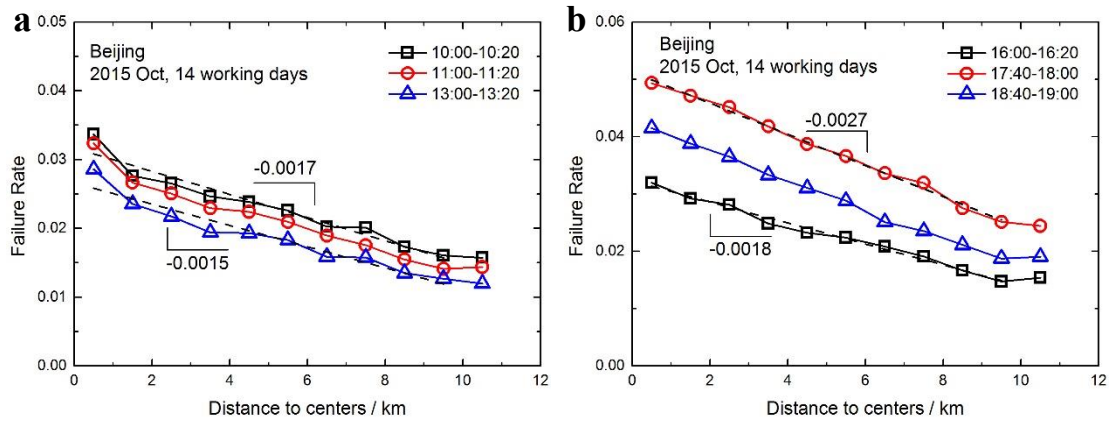 a
0.05
0.04
0.03
0.02
0.01
0.00
Failure Rate
Beijing
2015 Oct, 14 working days
10:00-10:20
11:00-11:20
13:00-13:20
-0.0017
-0.0015
0 2 4 6 8 10 12
Distance to centers / km
b
0.06
0.04
0.02
0.00
Failure Rate
Beijing
2015 Oct, 14 working days
16:00-16:20
17:40-18:00
18:40-19:00
-0.0027
-0.0018
0 2 4 6 8 10 12
Distance to centers / km